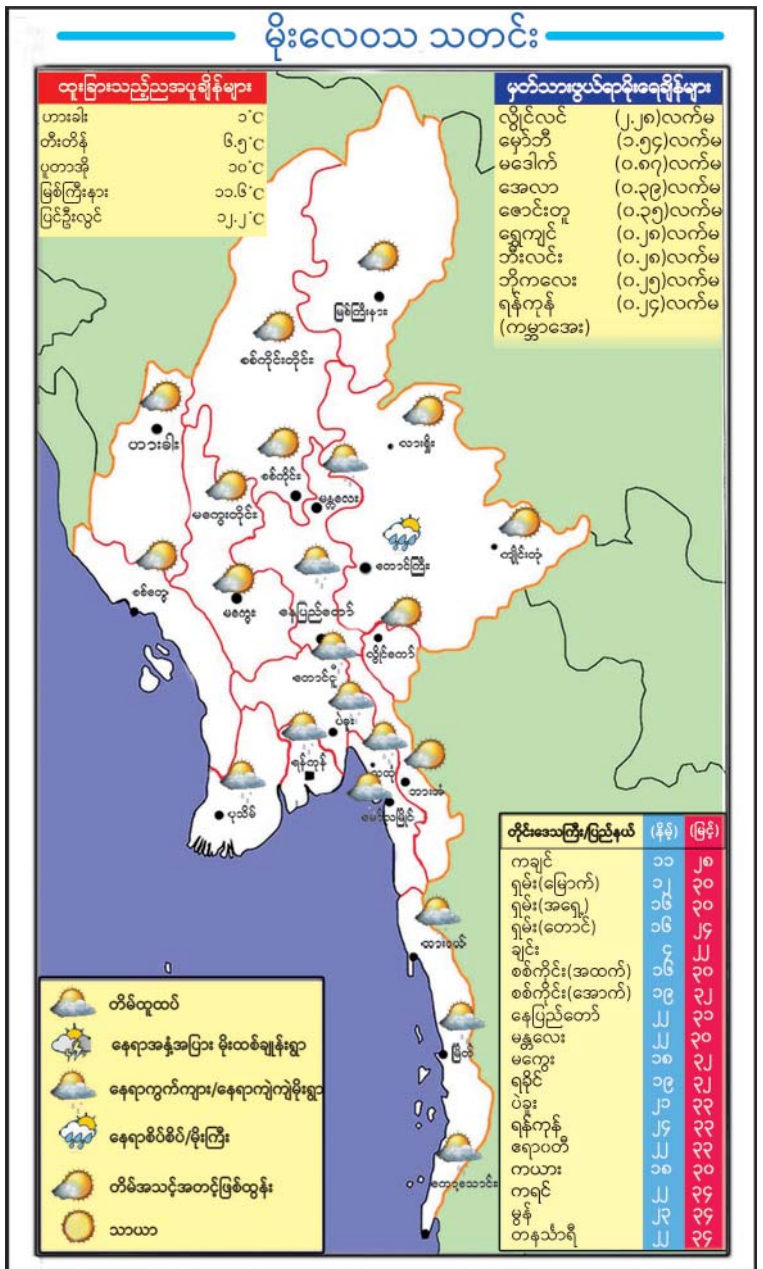 မိုးလေဝသ သတင်း
ထူးခြားသည့်ညအပူချိန်များ
ဟားခါး ၁°C
တီးတိန် ၆.၅°C
ပူတာအို ၁၀°C
မြစ်ကြီးနား ၁၁.၆°C
ပြင်ဦးလွင် ၁၂.၂°C
မှတ်သားဖွယ်ရာမိုးရေချိန်များ
လွိုင်လင် (၂.၂၈)လက်မ
မှော်ဘီ (၁.၅၄)လက်မ
မဒေါက် (၀.၈၇)လက်မ
အေလာ (၀.၃၉)လက်မ
ဇောင်းတူ (၀.၃၅)လက်မ
ရွှေကျင် (၀.၂၈)လက်မ
ဘီးလင်း (၀.၂၈)လက်မ
ဘိုကလေး (၀.၂၅)လက်မ
ရန်ကုန် (၀.၂၄)လက်မ
(ကမ္ဘာအေး)
မြစ်ကြီးနား
စစ်ကိုင်းတိုင်း
ဟားခါး
လားရှိုး
စစ်ကိုင်း
မန္တလေး
မကွေးတိုင်း
တောင်ကြီး
ကျိုင်းတုံ
စစ်တွေ
မကွေး
နေပြည်တော်
လွိုင်ကော်
တောင်ငူ
ပဲခူး
ရန်ကုန်
သထုံ
ဘားအံ
ပုသိမ်
မော်လမြိုင်
ထားဝယ်
မြိတ်
ကော့သောင်း
တိမ်ထူထပ်
နေရာအနှံ့အပြား မိုးထစ်ချုန်းရွာ
နေရာကွက်ကျား/နေရာကျဲကျဲမိုးရွာ
နေရာစိပ်စိပ်/မိုးကြီး
တိမ်အသင့်အတင့်ဖြစ်ထွန်း
သာယာ
တိုင်းဒေသကြီး/ပြည်နယ် (နိမ့်) (မြင့်)
ကချင် ၁၁ ၂၈
ရှမ်း(မြောက်) ၁၂ ၃၀
ရှမ်း(အရှေ့) ၁၆ ၃၀
ရှမ်း(တောင်) ၁၆ ၂၄
ချင်း ၄ ၂၂
စစ်ကိုင်း(အထက်) ၁၆ ၃၀
စစ်ကိုင်း(အောက်) ၁၉ ၃၂
နေပြည်တော် ၂၂ ၃၁
မန္တလေး ၂၂ ၃၀
မကွေး ၁၈ ၃၂
ရခိုင် ၁၉ ၃၂
ပဲခူး ၂၁ ၃၃
ရန်ကုန် ၂၄ ၃၃
ဧရာဝတီ ၂၂ ၃၃
ကယား ၁၈ ၃၀
ကရင် ၂၂ ၃၄
မွန် ၂၃ ၃၄
တနင်္သာရီ ၂၂ ၃၄